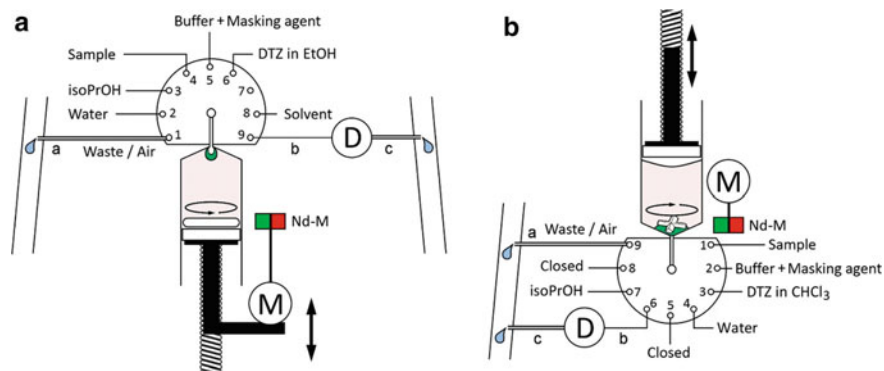 a
Buffer + Masking agent
Sample
DTZ in EtOH
isoPrOH
Water
Solvent
1
2
3
4
5
6
7
8
9
a
Waste / Air
b
D
c
Nd-M
M
b
M
Nd-M
a
Waste / Air
Closed
isoPrOH
9
8
7
6
5
4
3
2
1
Sample
Buffer + Masking agent
DTZ in CHCl₃
Water
Closed
c
D
b